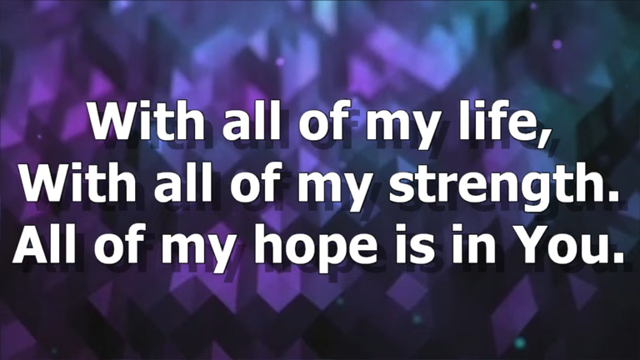 With all of my life,
With all of my strength.
All of my hope is in You.